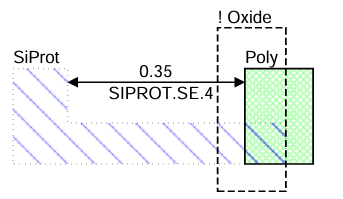 ! Oxide
SiProt
Poly
0.35
SIPROT.SE.4